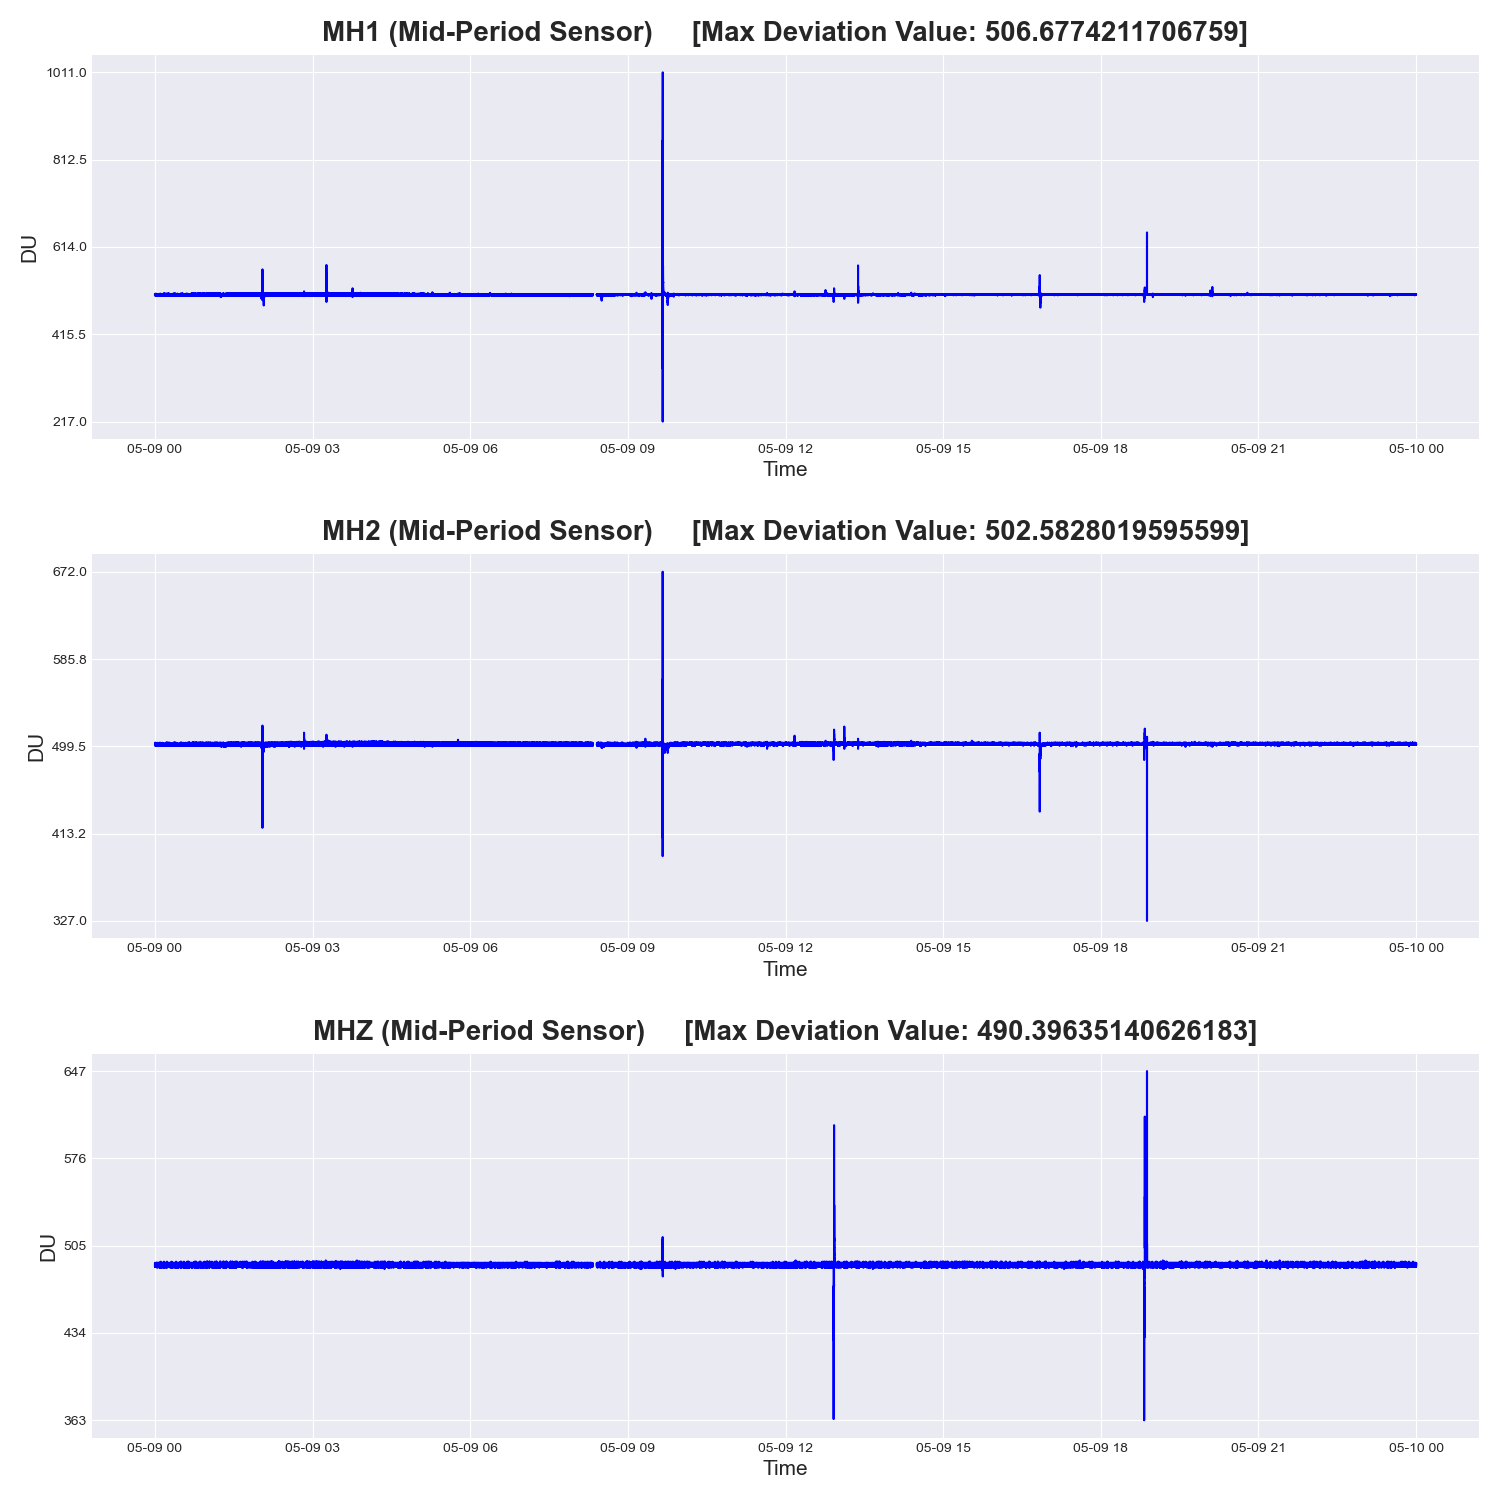 MH1 (Mid-Period Sensor)     [Max Deviation Value: 506.6774211706759]
1011.0
812.5
614.0
415.5
217.0
DU
05-09 00 05-09 03 05-09 06 05-09 09 05-09 12 05-09 15 05-09 18 05-09 21 05-10 00
Time
MH2 (Mid-Period Sensor)     [Max Deviation Value: 502.5828019595599]
672.0
585.8
499.5
413.2
327.0
DU
05-09 00 05-09 03 05-09 06 05-09 09 05-09 12 05-09 15 05-09 18 05-09 21 05-10 00
Time
MHZ (Mid-Period Sensor)     [Max Deviation Value: 490.39635140626183]
647
576
505
434
363
DU
05-09 00 05-09 03 05-09 06 05-09 09 05-09 12 05-09 15 05-09 18 05-09 21 05-10 00
Time